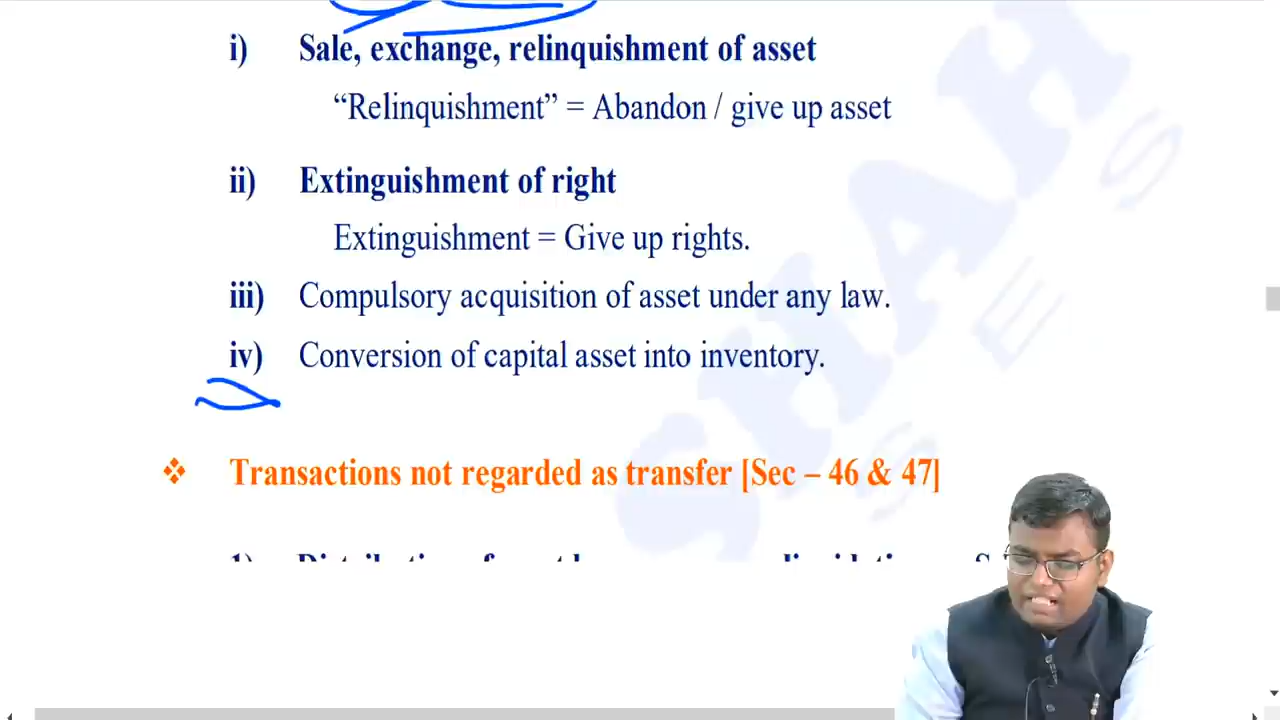 i) Sale, exchange, relinquishment of asset
“Relinquishment” = Abandon / give up asset
ii) Extinguishment of right
Extinguishment = Give up rights.
iii) Compulsory acquisition of asset under any law.
iv) Conversion of capital asset into inventory.
❖ Transactions not regarded as transfer [Sec – 46 & 47]
SHAH